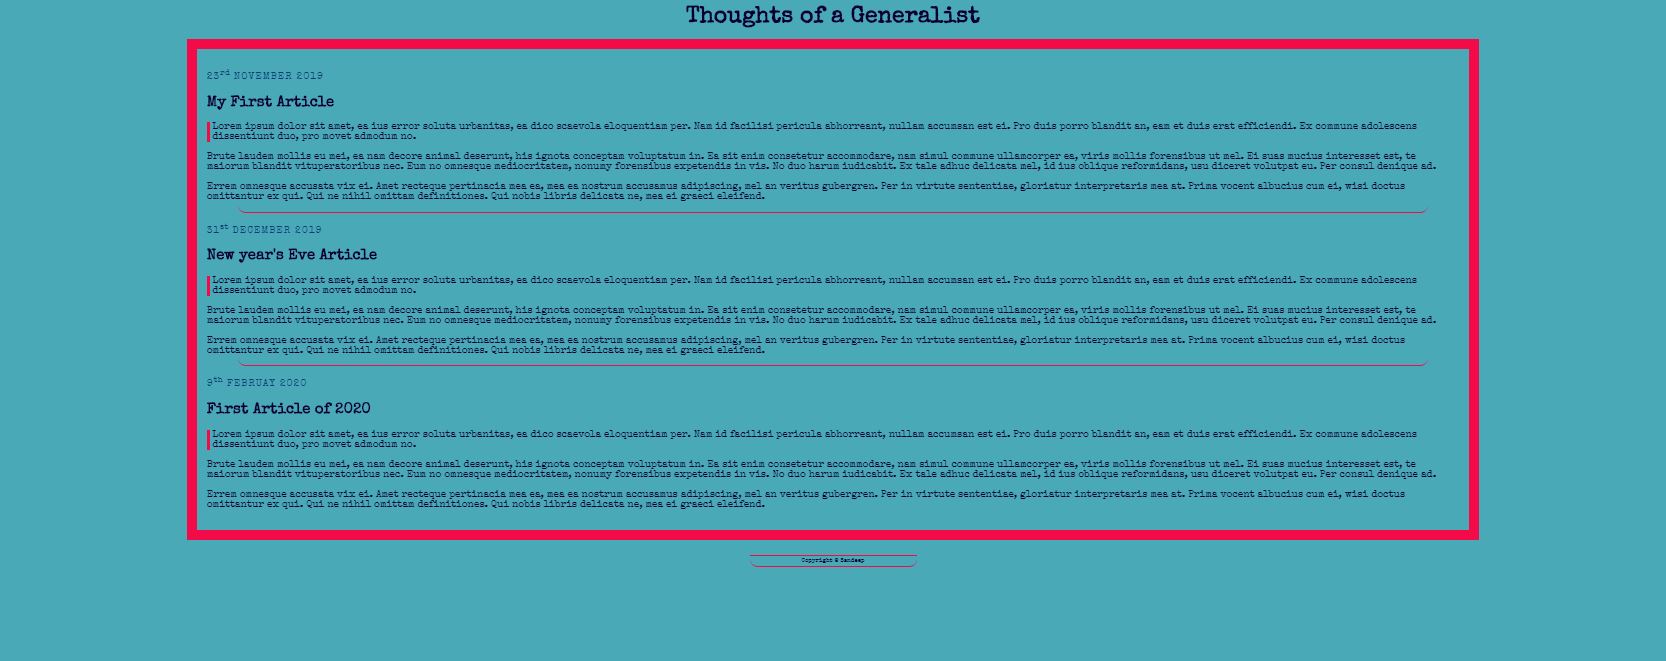 Thoughts of a Generalist
23rd NOVEMBER 2019
My First Article
Lorem ipsum dolor sit amet, ea ius error soluta urbanitas, ea dico scaevola eloquentiam per. Nam id facilisi pericula abhorreant, nullam accumsan est ei. Pro duis porro blandit an, eam et duis erat efficiendi. Ex commune adolescens
dissentiunt duo, pro movet admodum no.
Brute laudem mollis eu mei, ea nam decore animal deserunt, his ignota conceptam voluptatum in. Ea sit enim consetetur accommodare, nam simul commune ullamcorper ea, viris mollis forensibus ut mel. Ei suas mucius interesset est, te
maiorum blandit vituperatoribus nec. Eum no omnesque mediocritatem, nonumy forensibus expetendis in vis. No duo harum iudicabit. Ex tale adhuc delicata mel, id ius oblique reformidans, usu diceret volutpat eu. Per consul denique ad.
Errem omnesque accusata vix ei. Amet recteque pertinacia mea ea, mea ea nostrum accusamus adipiscing, mel an veritus gubergren. Per in virtute sententiae, gloriatur interpretaris mea at. Prima vocent albucius cum ei, wisi doctus
omittantur ex qui. Qui ne nihil omittam definitiones. Qui nobis libris delicata ne, mea ei graeci eleifend.
31st DECEMBER 2019
New year's Eve Article
Lorem ipsum dolor sit amet, ea ius error soluta urbanitas, ea dico scaevola eloquentiam per. Nam id facilisi pericula abhorreant, nullam accumsan est ei. Pro duis porro blandit an, eam et duis erat efficiendi. Ex commune adolescens
dissentiunt duo, pro movet admodum no.
Brute laudem mollis eu mei, ea nam decore animal deserunt, his ignota conceptam voluptatum in. Ea sit enim consetetur accommodare, nam simul commune ullamcorper ea, viris mollis forensibus ut mel. Ei suas mucius interesset est, te
maiorum blandit vituperatoribus nec. Eum no omnesque mediocritatem, nonumy forensibus expetendis in vis. No duo harum iudicabit. Ex tale adhuc delicata mel, id ius oblique reformidans, usu diceret volutpat eu. Per consul denique ad.
Errem omnesque accusata vix ei. Amet recteque pertinacia mea ea, mea ea nostrum accusamus adipiscing, mel an veritus gubergren. Per in virtute sententiae, gloriatur interpretaris mea at. Prima vocent albucius cum ei, wisi doctus
omittantur ex qui. Qui ne nihil omittam definitiones. Qui nobis libris delicata ne, mea ei graeci eleifend.
9th FEBRUAY 2020
First Article of 2020
Lorem ipsum dolor sit amet, ea ius error soluta urbanitas, ea dico scaevola eloquentiam per. Nam id facilisi pericula abhorreant, nullam accumsan est ei. Pro duis porro blandit an, eam et duis erat efficiendi. Ex commune adolescens
dissentiunt duo, pro movet admodum no.
Brute laudem mollis eu mei, ea nam decore animal deserunt, his ignota conceptam voluptatum in. Ea sit enim consetetur accommodare, nam simul commune ullamcorper ea, viris mollis forensibus ut mel. Ei suas mucius interesset est, te
maiorum blandit vituperatoribus nec. Eum no omnesque mediocritatem, nonumy forensibus expetendis in vis. No duo harum iudicabit. Ex tale adhuc delicata mel, id ius oblique reformidans, usu diceret volutpat eu. Per consul denique ad.
Errem omnesque accusata vix ei. Amet recteque pertinacia mea ea, mea ea nostrum accusamus adipiscing, mel an veritus gubergren. Per in virtute sententiae, gloriatur interpretaris mea at. Prima vocent albucius cum ei, wisi doctus
omittantur ex qui. Qui ne nihil omittam definitiones. Qui nobis libris delicata ne, mea ei graeci eleifend.
Copyright © Sandeep